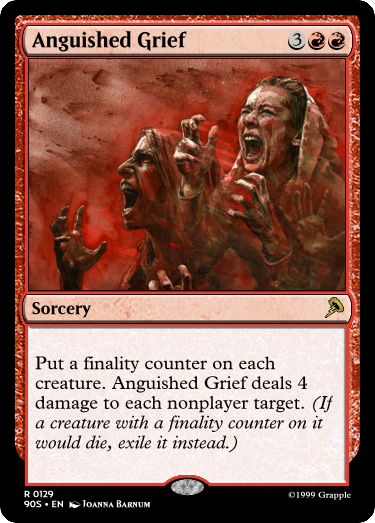 Anguished Grief 3
Sorcery
Put a finality counter on each
creature. Anguished Grief deals 4
damage to each nonplayer target. (If
a creature with a finality counter on it
would die, exile it instead.)
R 0129
90S • EN Joanna Barnum
©1999 Grapple